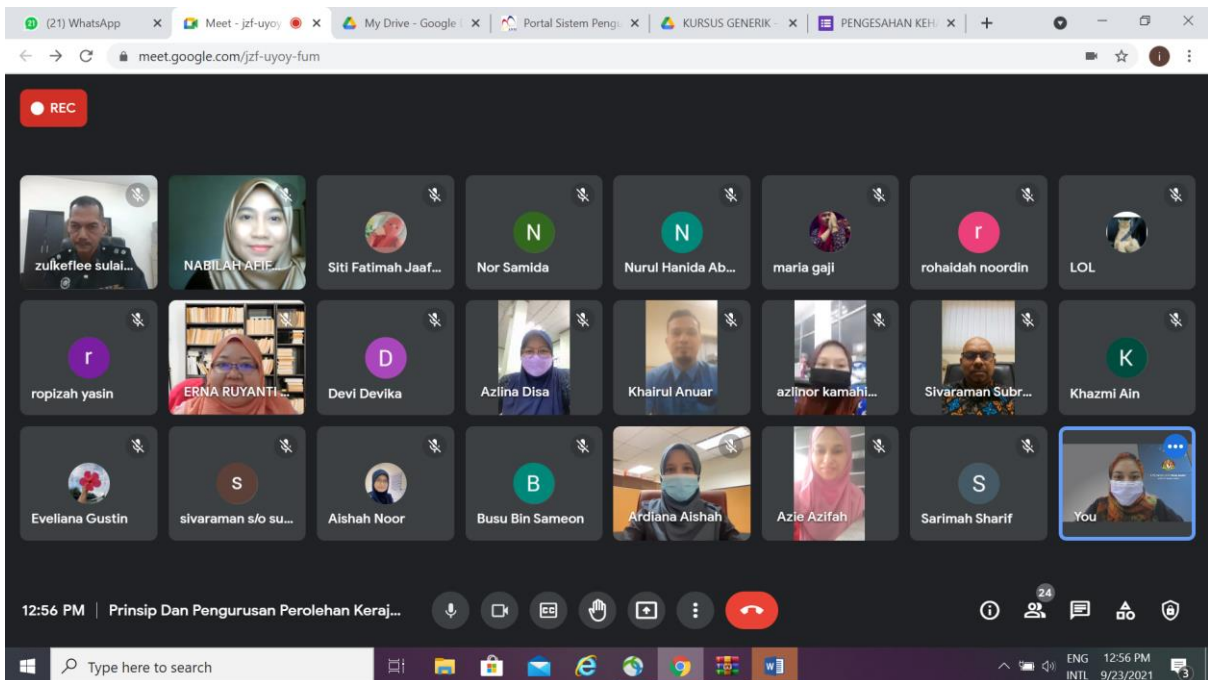 (21) WhatsApp
Meet - jzf-uyoy
My Drive - Google
Portal Sistem Peng
KURSUS GENERIK -
PENGESAHAN KEH
meet.google.com/jzf-uyoy-fum
i
REC
zulkeflee sulai...
NABILAH AFIF...
Siti Fatimah Jaaf...
N
Nor Samida
N
Nurul Hanida Ab...
maria gaji
r
rohaidah noordin
LOL
r
ropizah yasin
ERNA RUYANTI ...
D
Devi Devika
Azlina Disa
Khairul Anuar
azilnor kamahi...
Sivaraman Subr...
K
Khazmi Ain
Eveliana Gustin
s
sivaraman s/o su...
Aishah Noor
B
Busu Bin Sameon
Ardiana Aishah
Azie Azifah
S
Sarimah Sharif
You
12:56 PM | Prinsip Dan Pengurusan Perolehan Keraj...
CC
24
Type here to search
ENG
INTL
12:56 PM
9/23/2021
3